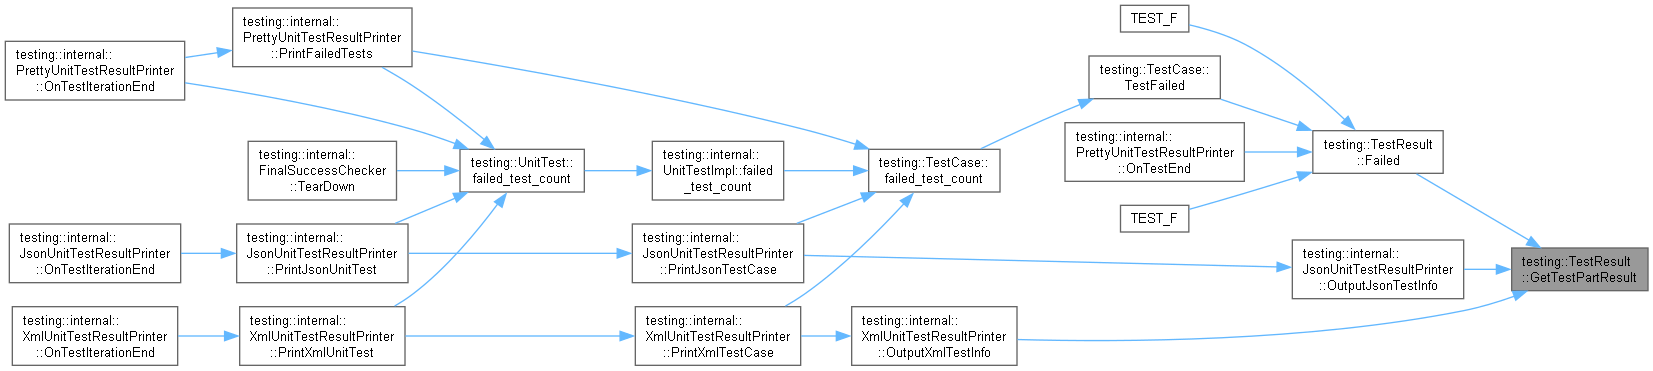 testing::internal::
PrettyUnitTestResultPrinter
::OnTestIterationEnd
testing::internal::
PrettyUnitTestResultPrinter
::PrintFailedTests
testing::internal::
FinalSuccessChecker
::TearDown
testing::UnitTest::
failed_test_count
testing::internal::
UnitTestImpl::failed
_test_count
testing::TestCase::
failed_test_count
testing::internal::
JsonUnitTestResultPrinter
::OnTestIterationEnd
testing::internal::
JsonUnitTestResultPrinter
::PrintJsonUnitTest
testing::internal::
JsonUnitTestResultPrinter
::PrintJsonTestCase
testing::internal::
XmlUnitTestResultPrinter
::OnTestIterationEnd
testing::internal::
XmlUnitTestResultPrinter
::PrintXmlUnitTest
testing::internal::
XmlUnitTestResultPrinter
::PrintXmlTestCase
testing::internal::
XmlUnitTestResultPrinter
::OutputXmlTestInfo
TEST_F
testing::TestCase::
TestFailed
testing::internal::
PrettyUnitTestResultPrinter
::OnTestEnd
TEST_F
testing::TestResult
::Failed
testing::internal::
JsonUnitTestResultPrinter
::OutputJsonTestInfo
testing::TestResult
::GetTestPartResult